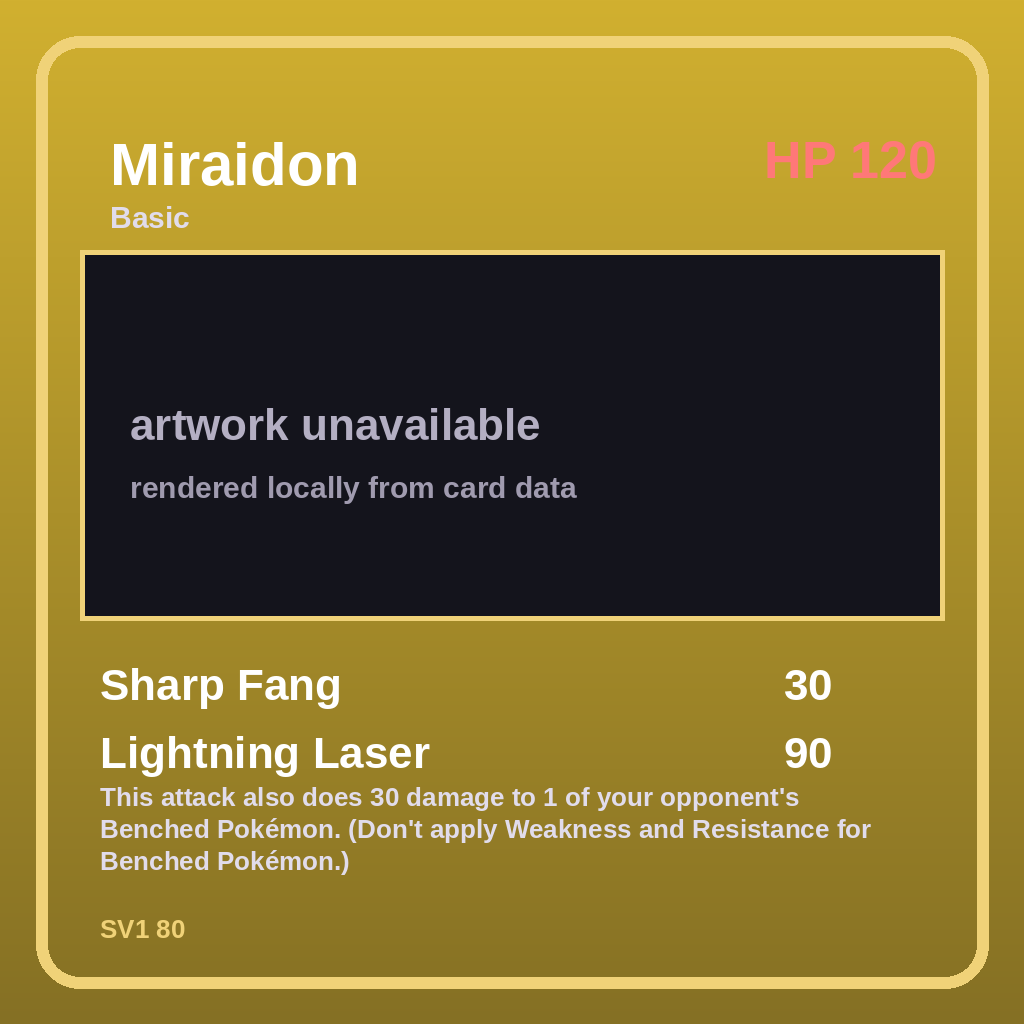 Miraidon
HP 120
Basic
artwork unavailable
rendered locally from card data
Sharp Fang 30
Lightning Laser 90
This attack also does 30 damage to 1 of your opponent's
Benched Pokémon. (Don't apply Weakness and Resistance for
Benched Pokémon.)
SV1 80